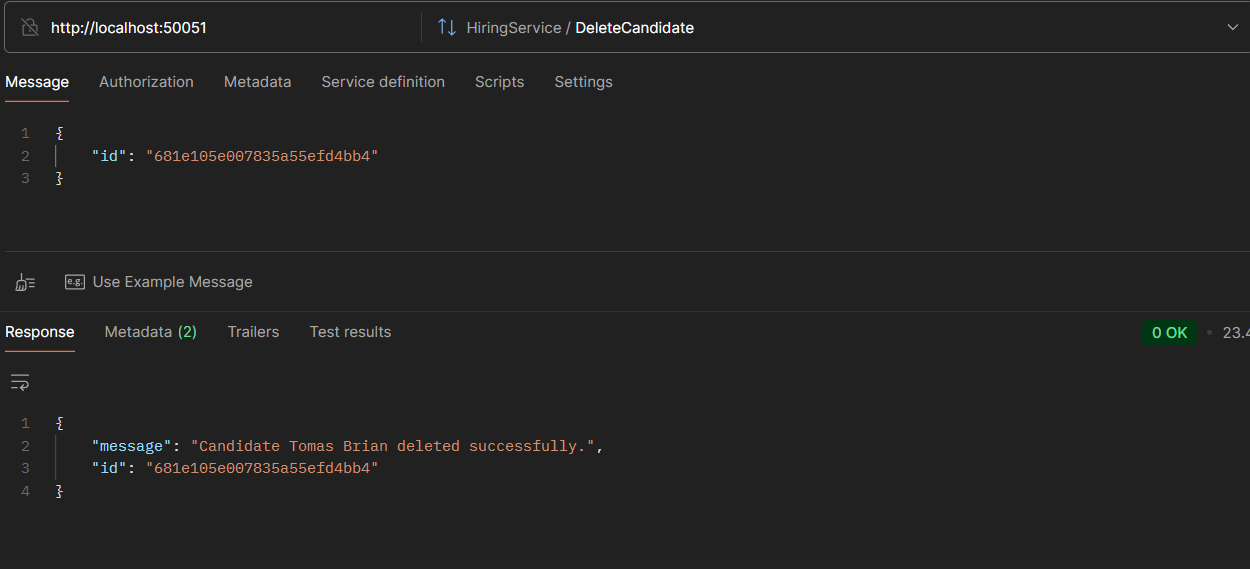 http://localhost:50051 HiringService / DeleteCandidate
Message Authorization Metadata Service definition Scripts Settings
1 {
2 "id": "681e105e007835a55efd4bb4"
3 }
e.g. Use Example Message
Response Metadata (2) Trailers Test results 0 OK • 23.4
1 {
2 "message": "Candidate Tomas Brian deleted successfully.",
3 "id": "681e105e007835a55efd4bb4"
4 }